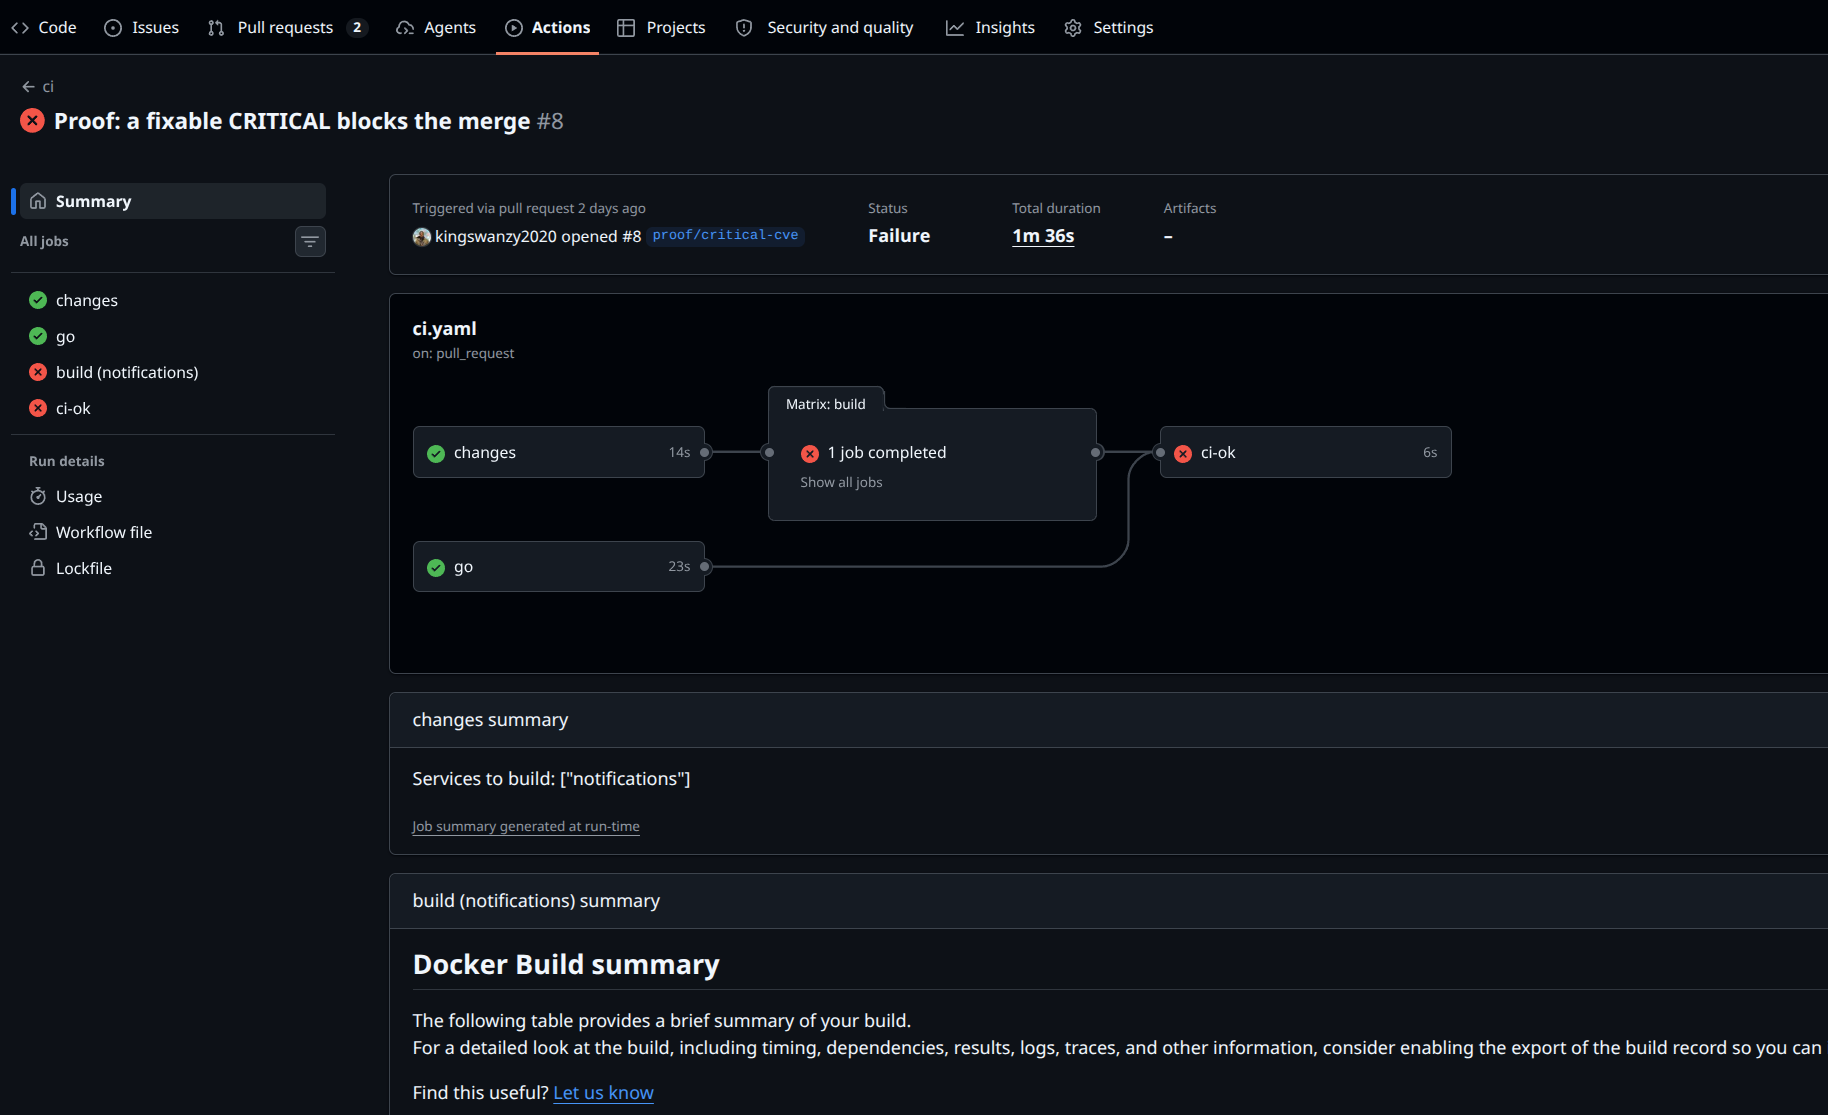 Code Issues Pull requests 2 Agents Actions Projects Security and quality Insights Settings
ci
Proof: a fixable CRITICAL blocks the merge #8
Summary
All jobs
changes
go
build (notifications)
ci-ok
Run details
Usage
Workflow file
Lockfile
Triggered via pull request 2 days ago
kingswanzy2020 opened #8 proof/critical-cve
Status
Failure
Total duration
1m 36s
Artifacts
–
ci.yaml
on: pull_request
changes 14s
Matrix: build
1 job completed
Show all jobs
ci-ok 6s
go 23s
changes summary
Services to build: ["notifications"]
Job summary generated at run-time
build (notifications) summary
Docker Build summary
The following table provides a brief summary of your build.
For a detailed look at the build, including timing, dependencies, results, logs, traces, and other information, consider enabling the export of the build record so you can
Find this useful? Let us know